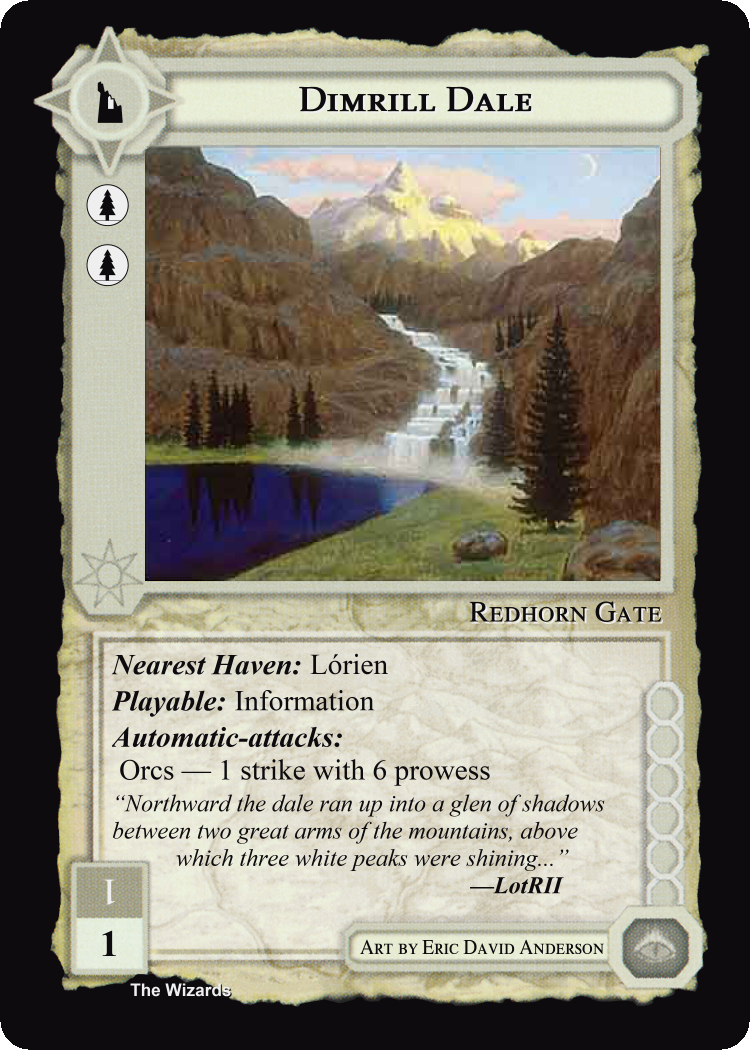 Dimrill Dale
Redhorn Gate
Nearest Haven: Lórien
Playable: Information
Automatic-attacks:
Orcs — 1 strike with 6 prowess
“Northward the dale ran up into a glen of shadows
between two great arms of the mountains, above
which three white peaks were shining...”
—LotRII
1
1
Art by Eric David Anderson
The Wizards